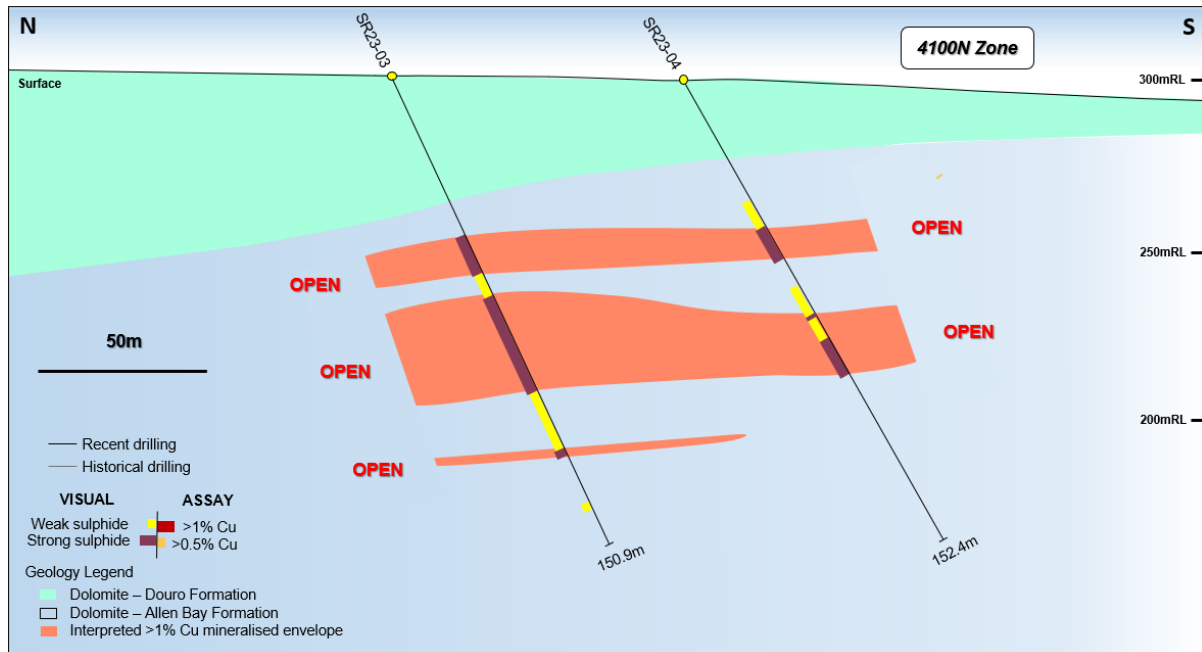 N
SR23-03
SR23-04
4100N Zone
S
Surface
300mRL
OPEN
250mRL
OPEN
50m
OPEN
OPEN
200mRL
OPEN
Recent drilling
Historical drilling
VISUAL ASSAY
Weak sulphide >1% Cu
Strong sulphide >0.5% Cu
150.9m
152.4m
Geology Legend
Dolomite – Douro Formation
Dolomite – Allen Bay Formation
Interpreted >1% Cu mineralised envelope